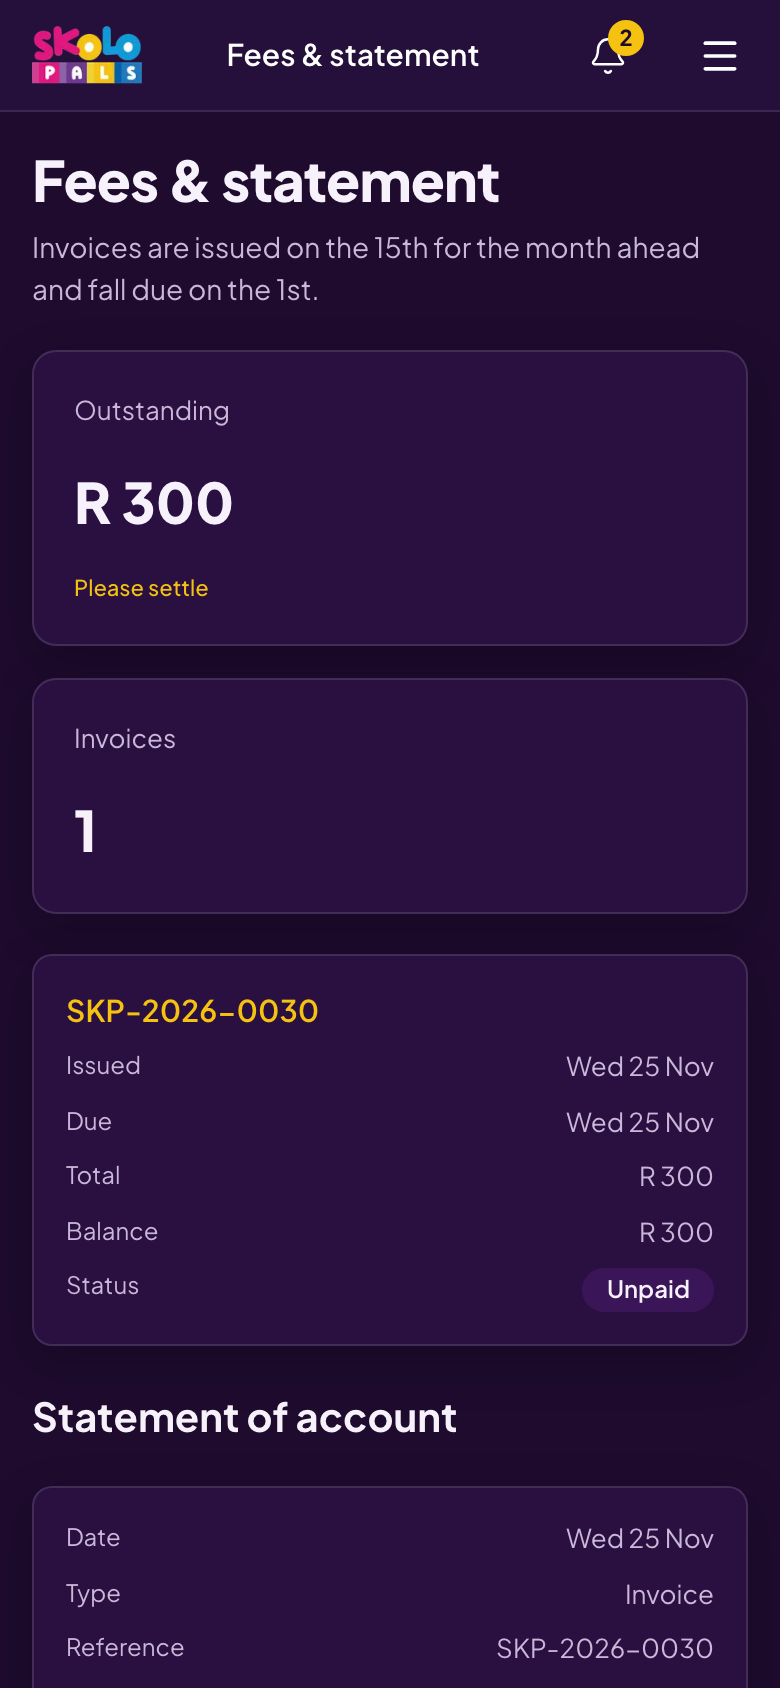 SKOLO
PALS
Fees & statement
2
Fees & statement
Invoices are issued on the 15th for the month ahead
and fall due on the 1st.
Outstanding
R 300
Please settle
Invoices
1
SKP-2026-0030
Issued Wed 25 Nov
Due Wed 25 Nov
Total R 300
Balance R 300
Status Unpaid
Statement of account
Date Wed 25 Nov
Type Invoice
Reference SKP-2026-0030